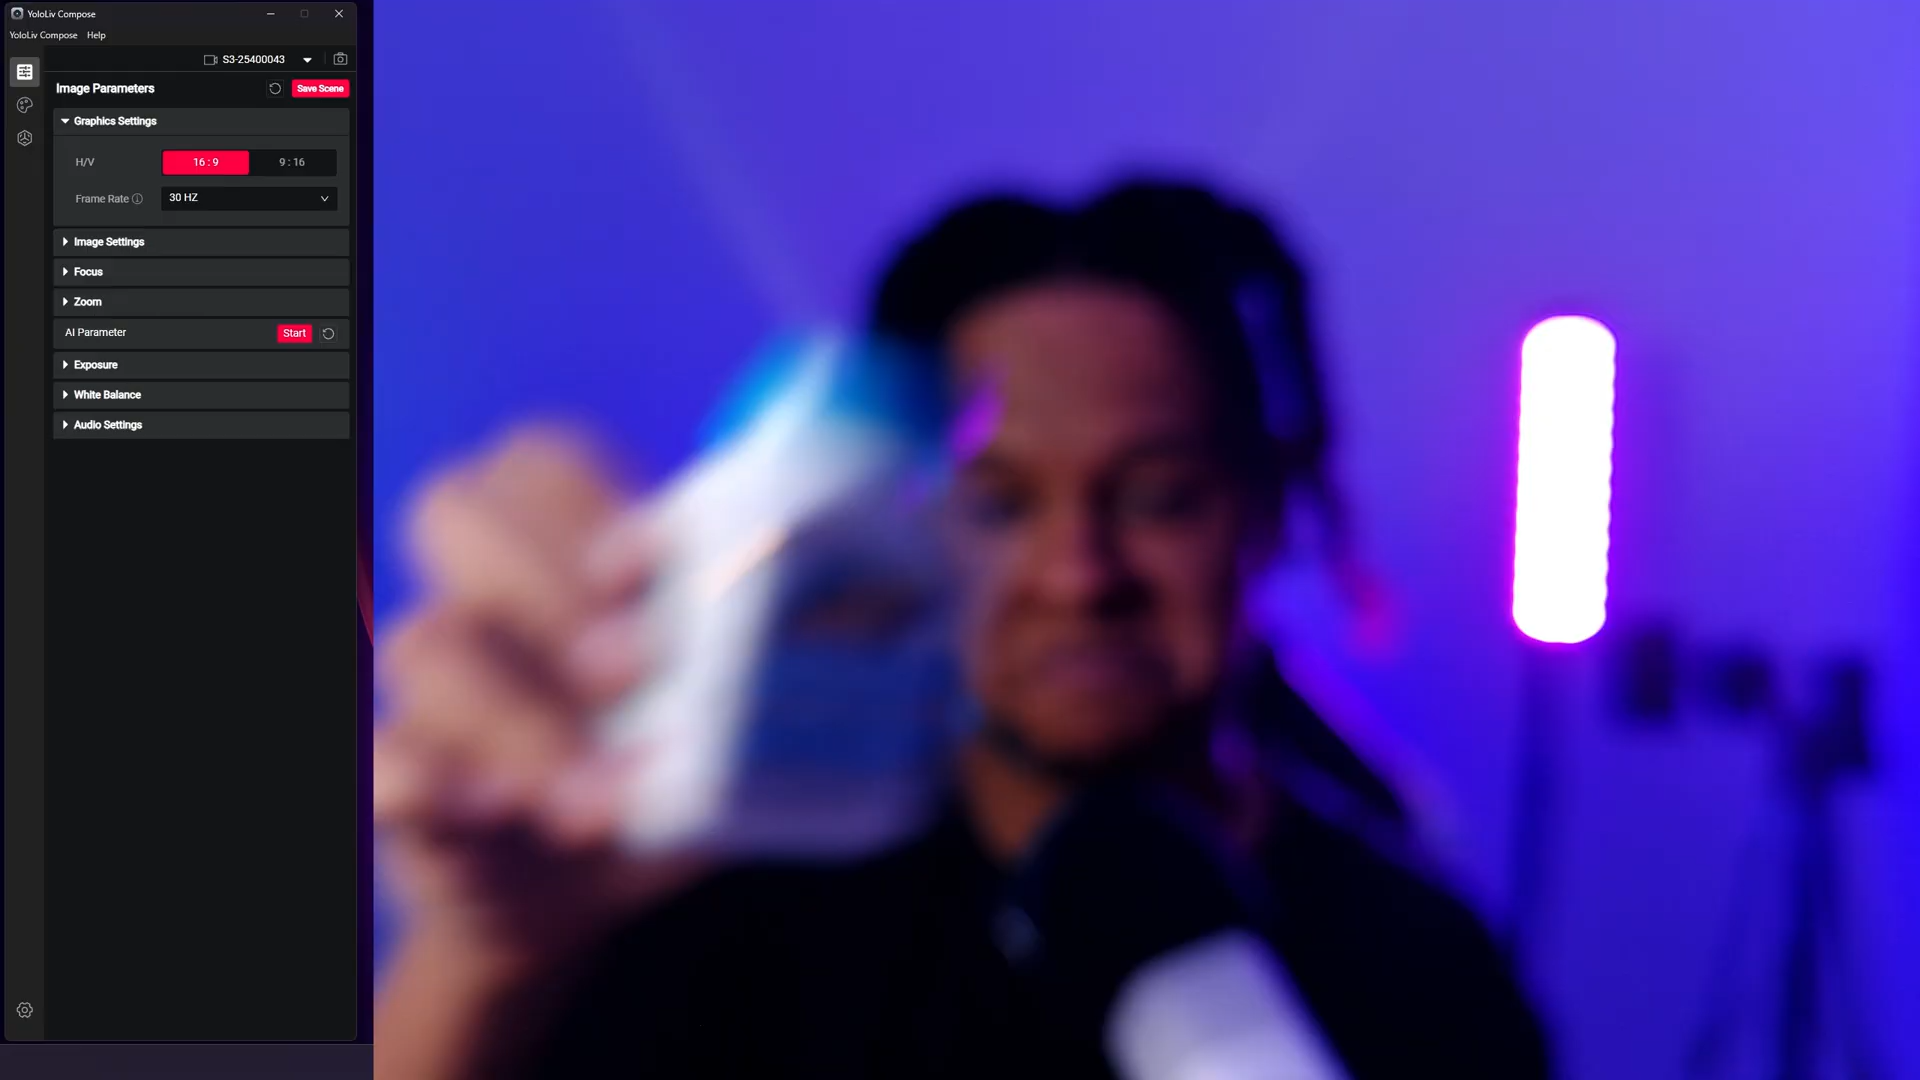 YoloLiv Compose
YoloLiv Compose Help
S3-25400043
Image Parameters
Save Scene
Graphics Settings
H/V
16 : 9
9 : 16
Frame Rate
30 HZ
Image Settings
Focus
Zoom
AI Parameter
Start
Exposure
White Balance
Audio Settings